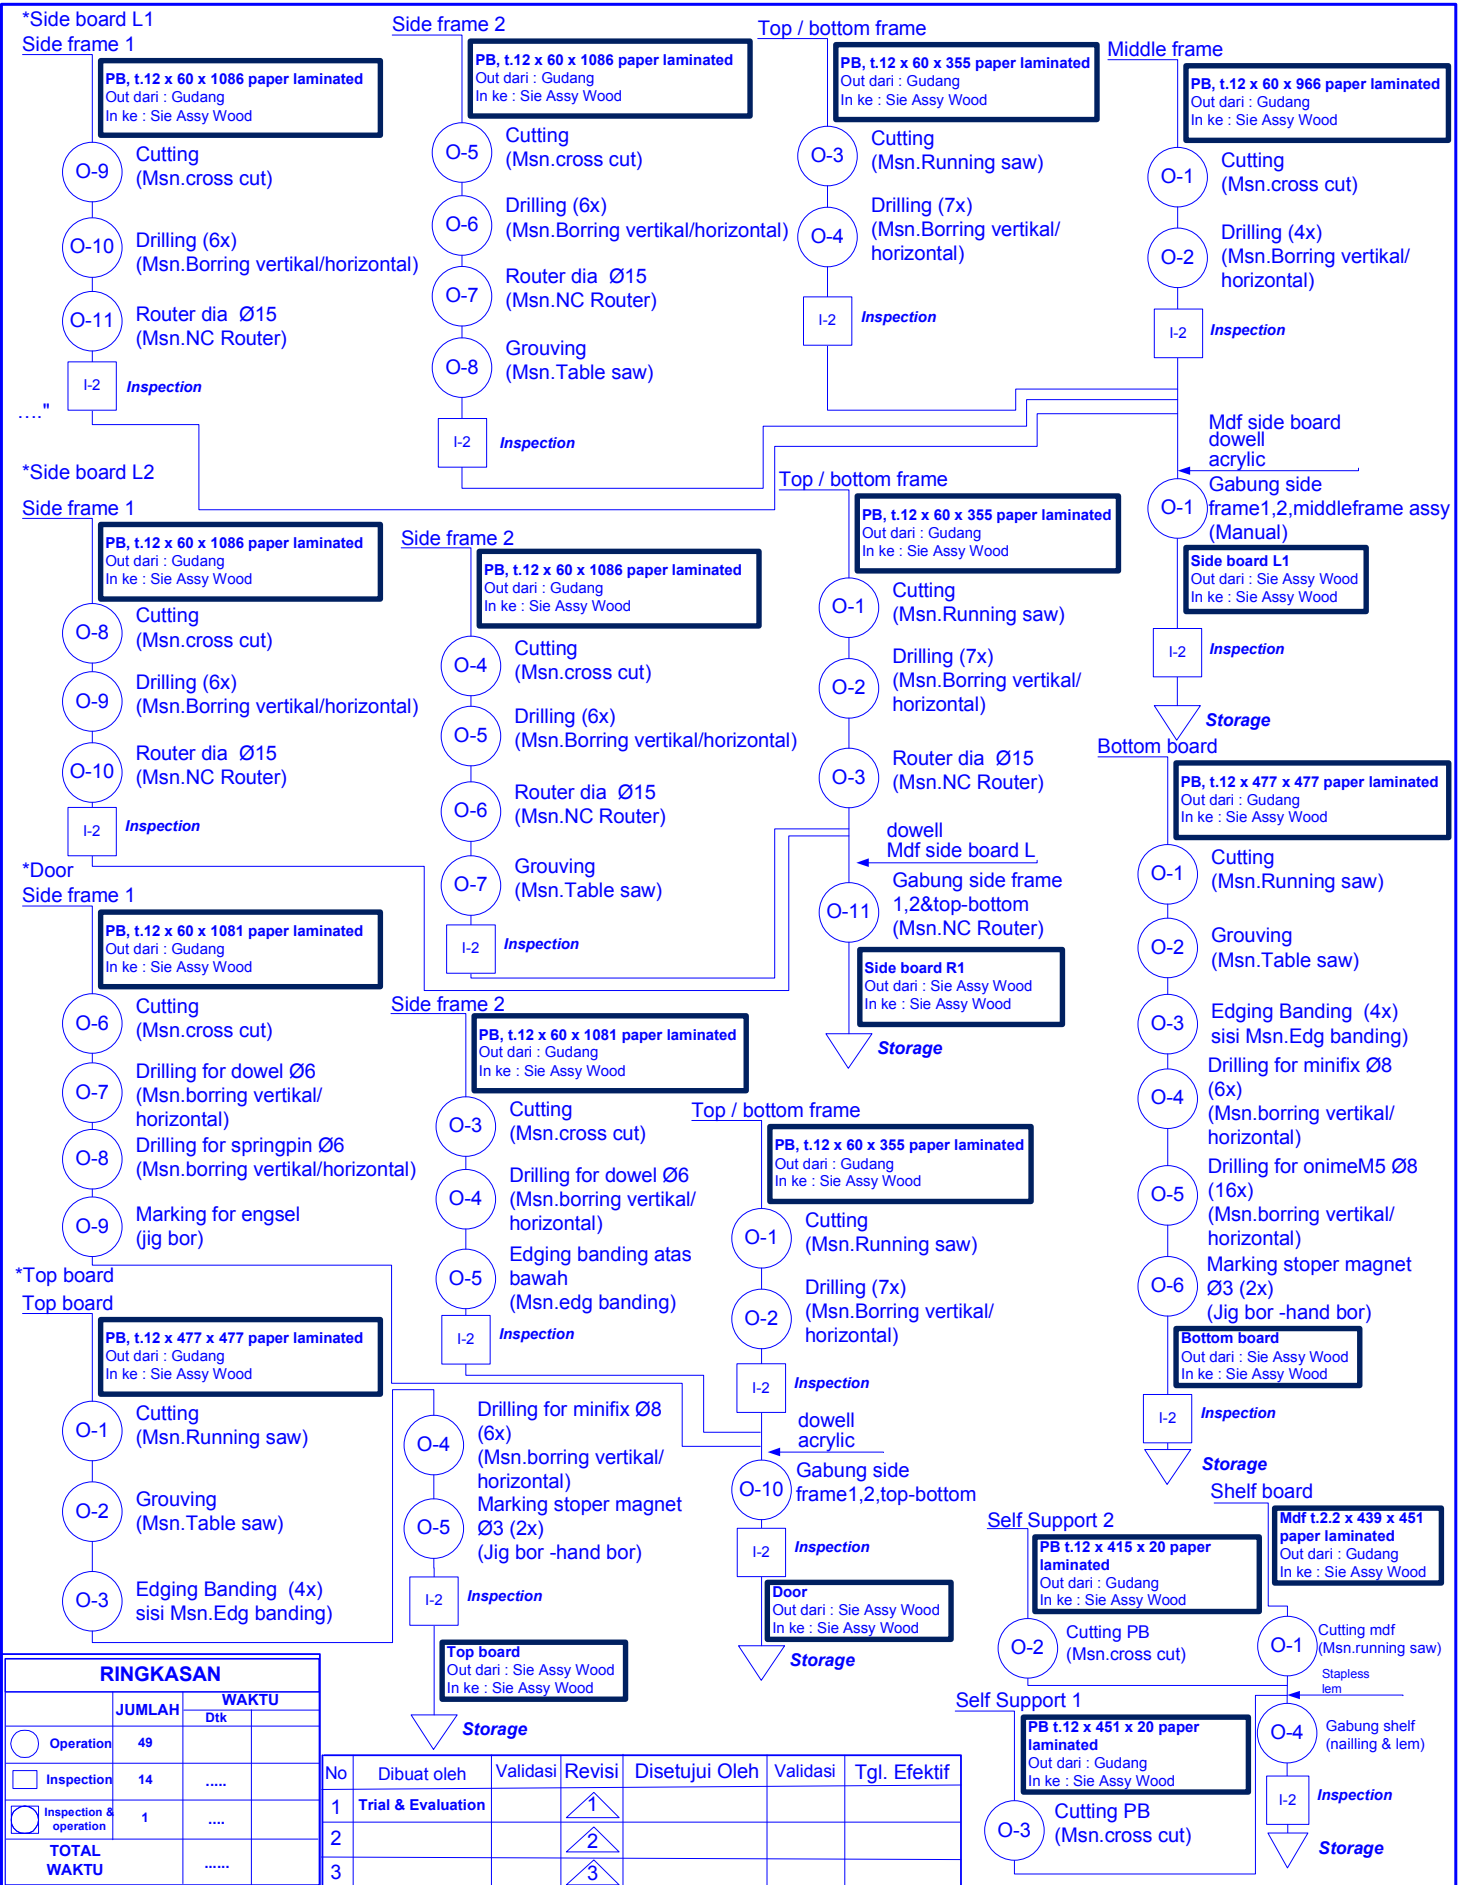 *Side board L1
Side frame 1
PB, t.12 x 60 x 1086 paper laminated
Out dari : Gudang
In ke : Sie Assy Wood
O-9
Cutting
(Msn.cross cut)
O-10
Drilling (6x)
(Msn.Borring vertikal/horizontal)
O-11
Router dia Ø15
(Msn.NC Router)
I-2
Inspection
...."
Side frame 2
PB, t.12 x 60 x 1086 paper laminated
Out dari : Gudang
In ke : Sie Assy Wood
O-5
Cutting
(Msn.cross cut)
O-6
Drilling (6x)
(Msn.Borring vertikal/horizontal)
O-7
Router dia Ø15
(Msn.NC Router)
O-8
Grouving
(Msn.Table saw)
I-2
Inspection
Top / bottom frame
PB, t.12 x 60 x 355 paper laminated
Out dari : Gudang
In ke : Sie Assy Wood
O-3
Cutting
(Msn.Running saw)
O-4
Drilling (7x)
(Msn.Borring vertikal/
horizontal)
I-2
Inspection
Middle frame
PB, t.12 x 60 x 966 paper laminated
Out dari : Gudang
In ke : Sie Assy Wood
O-1
Cutting
(Msn.cross cut)
O-2
Drilling (4x)
(Msn.Borring vertikal/
horizontal)
I-2
Inspection
Mdf side board
dowell
acrylic
O-1
Gabung side
frame1,2,middleframe assy
(Manual)
Side board L1
Out dari : Sie Assy Wood
In ke : Sie Assy Wood
I-2
Inspection
Storage
*Side board L2
Side frame 1
PB, t.12 x 60 x 1086 paper laminated
Out dari : Gudang
In ke : Sie Assy Wood
O-8
Cutting
(Msn.cross cut)
O-9
Drilling (6x)
(Msn.Borring vertikal/horizontal)
O-10
Router dia Ø15
(Msn.NC Router)
I-2
Inspection
Side frame 2
PB, t.12 x 60 x 1086 paper laminated
Out dari : Gudang
In ke : Sie Assy Wood
O-4
Cutting
(Msn.cross cut)
O-5
Drilling (6x)
(Msn.Borring vertikal/horizontal)
O-6
Router dia Ø15
(Msn.NC Router)
O-7
Grouving
(Msn.Table saw)
I-2
Inspection
Top / bottom frame
PB, t.12 x 60 x 355 paper laminated
Out dari : Gudang
In ke : Sie Assy Wood
O-1
Cutting
(Msn.Running saw)
O-2
Drilling (7x)
(Msn.Borring vertikal/
horizontal)
O-3
Router dia Ø15
(Msn.NC Router)
dowell
Mdf side board L
O-11
Gabung side frame
1,2&top-bottom
(Msn.NC Router)
Side board R1
Out dari : Sie Assy Wood
In ke : Sie Assy Wood
Storage
Bottom board
PB, t.12 x 477 x 477 paper laminated
Out dari : Gudang
In ke : Sie Assy Wood
O-1
Cutting
(Msn.Running saw)
O-2
Grouving
(Msn.Table saw)
O-3
Edging Banding (4x)
sisi Msn.Edg banding)
O-4
Drilling for minifix Ø8
(6x)
(Msn.borring vertikal/
horizontal)
O-5
Drilling for onimeM5 Ø8
(16x)
(Msn.borring vertikal/
horizontal)
O-6
Marking stoper magnet
Ø3 (2x)
(Jig bor -hand bor)
Bottom board
Out dari : Sie Assy Wood
In ke : Sie Assy Wood
I-2
Inspection
Storage
*Door
Side frame 1
PB, t.12 x 60 x 1081 paper laminated
Out dari : Gudang
In ke : Sie Assy Wood
O-6
Cutting
(Msn.cross cut)
O-7
Drilling for dowel Ø6
(Msn.borring vertikal/
horizontal)
O-8
Drilling for springpin Ø6
(Msn.borring vertikal/horizontal)
O-9
Marking for engsel
(jig bor)
Side frame 2
PB, t.12 x 60 x 1081 paper laminated
Out dari : Gudang
In ke : Sie Assy Wood
O-3
Cutting
(Msn.cross cut)
O-4
Drilling for dowel Ø6
(Msn.borring vertikal/
horizontal)
O-5
Edging banding atas
bawah
(Msn.edg banding)
I-2
Inspection
Top / bottom frame
PB, t.12 x 60 x 355 paper laminated
Out dari : Gudang
In ke : Sie Assy Wood
O-1
Cutting
(Msn.Running saw)
O-2
Drilling (7x)
(Msn.Borring vertikal/
horizontal)
I-2
Inspection
dowell
acrylic
O-10
Gabung side
frame1,2,top-bottom
I-2
Inspection
Door
Out dari : Sie Assy Wood
In ke : Sie Assy Wood
Storage
*Top board
Top board
PB, t.12 x 477 x 477 paper laminated
Out dari : Gudang
In ke : Sie Assy Wood
O-1
Cutting
(Msn.Running saw)
O-2
Grouving
(Msn.Table saw)
O-3
Edging Banding (4x)
sisi Msn.Edg banding)
O-4
Drilling for minifix Ø8
(6x)
(Msn.borring vertikal/
horizontal)
O-5
Marking stoper magnet
Ø3 (2x)
(Jig bor -hand bor)
I-2
Inspection
Top board
Out dari : Sie Assy Wood
In ke : Sie Assy Wood
Storage
Shelf board
Mdf t.2.2 x 439 x 451
paper laminated
Out dari : Gudang
In ke : Sie Assy Wood
O-1
Cutting mdf
(Msn.running saw)
Self Support 2
PB t.12 x 415 x 20 paper
laminated
Out dari : Gudang
In ke : Sie Assy Wood
O-2
Cutting PB
(Msn.cross cut)
Stapless
lem
Self Support 1
PB t.12 x 451 x 20 paper
laminated
Out dari : Gudang
In ke : Sie Assy Wood
O-3
Cutting PB
(Msn.cross cut)
O-4
Gabung shelf
(nailling & lem)
I-2
Inspection
Storage
RINGKASAN
JUMLAH WAKTU
Dtk
Operation 49
Inspection 14 .....
Inspection &
operation 1 ....
TOTAL
WAKTU ......
No Dibuat oleh Validasi Revisi Disetujui Oleh Validasi Tgl. Efektif
1 Trial & Evaluation 1
2 2
3 3